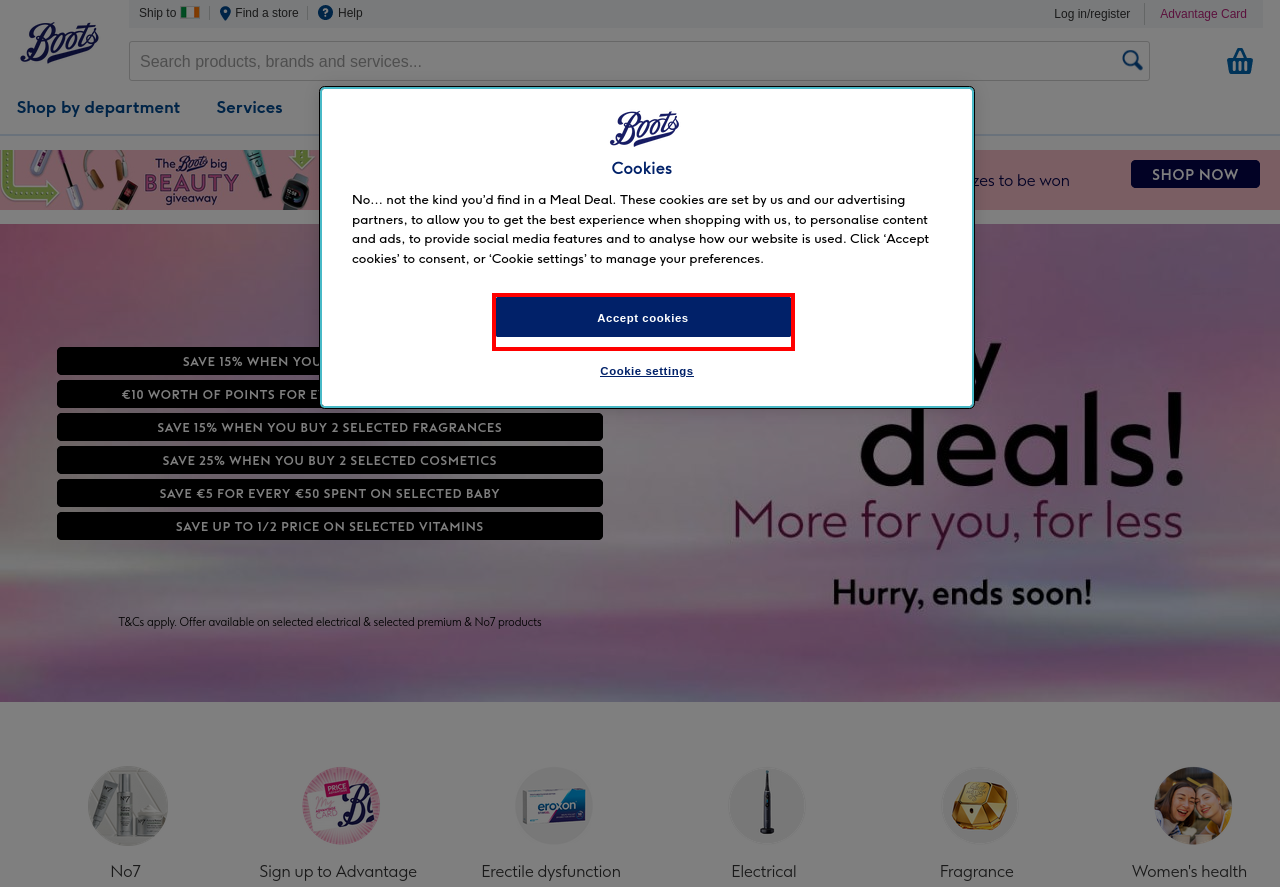 Ship to
Find a store
Help
Log in/register
Advantage Card
Boots
Search products, brands and services...
Shop by department
Services
Boots
Cookies
No… not the kind you'd find in a Meal Deal. These cookies are set by us and our advertising
partners, to allow you to get the best experience when shopping with us, to personalise content
and ads, to provide social media features and to analyse how our website is used. Click ‘Accept
cookies’ to consent, or ‘Cookie settings’ to manage your preferences.
Accept cookies
Cookie settings
The Boots big
BEAUTY
giveaway
to be won
SHOP NOW
SAVE 15% WHEN YOU
€10 WORTH OF POINTS FOR
SAVE 15% WHEN YOU BUY 2 SELECTED FRAGRANCES
SAVE 25% WHEN YOU BUY 2 SELECTED COSMETICS
SAVE €5 FOR EVERY €50 SPENT ON SELECTED BABY
SAVE UP TO 1/2 PRICE ON SELECTED VITAMINS
T&Cs apply. Offer available on selected electrical & selected premium & No7 products
deals!
More for you, for less
Hurry, ends soon!
PRICE
eroxon
No7
Sign up to Advantage
Erectile dysfunction
Electrical
Fragrance
Women's health